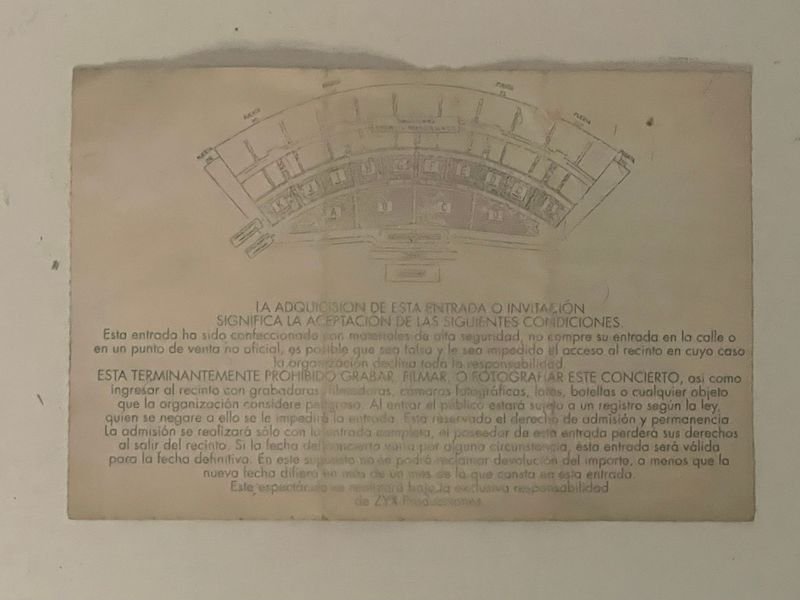 PUERTA
PUERTA
PUERTA
PUERTA
K J I H G
A B C D
LA ADQUICISION DE ESTA ENTRADA O INVITACIÓN
SIGNIFICA LA ACEPTACIÓN DE LAS SIGUIENTES CONDICIONES
Esta entrada ha sido confeccionada con materiales de alta seguridad, no compre su entrada en la calle o
en un punto de venta no oficial, es posible que sea falsa y le sea impedido el acceso al recinto en cuyo caso
la organización declina toda la responsabilidad.
ESTA TERMINANTEMENTE PROHIBIDO GRABAR, FILMAR, O FOTOGRAFIAR ESTE CONCIERTO, así como
ingresar al recinto con grabadoras, filmadoras, cámaras fotográficas, latas, botellas o cualquier objeto
que la organización considere peligroso. Al entrar el público estará sujeto a un registro según la ley,
quien se negare a ello se le impedirá la entrada. Esta reservado el derecho de admisión y permanencia
La admisión se realizará sólo con la entrada completa, el poseedor de esta entrada perderá sus derechos
al salir del recinto. Si la fecha del concierto varia por alguna circunstancia, ésta entrada será válida
para la fecha definitiva. En este supuesto no se podrá reclamar devolución del importe, a menos que la
nueva fecha difiera en más de un mes de la que consta en esta entrada.
Este espectáculo se realizará bajo la exclusiva responsabilidad
de ZYX Producciones